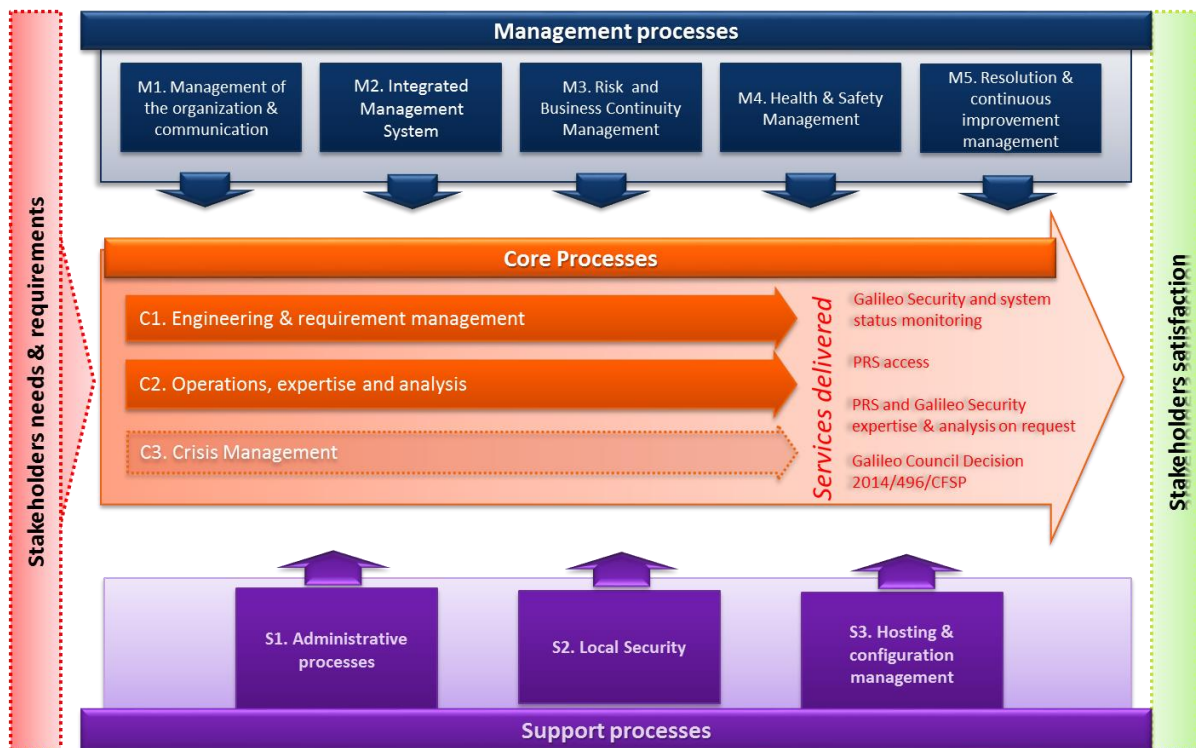 Management processes
M1. Management of
the organization &
communication
M2. Integrated
Management
System
M3. Risk and
Business Continuity
Management
M4. Health & Safety
Management
M5. Resolution &
continuous
improvement
management
Stakeholders needs & requirements
Core Processes
C1. Engineering & requirement management
C2. Operations, expertise and analysis
C3. Crisis Management
Services delivered
Galileo Security and system
status monitoring
PRS access
PRS and Galileo Security
expertise & analysis on request
Galileo Council Decision
2014/496/CFSP
Stakeholders satisfaction
S1. Administrative
processes
S2. Local Security
S3. Hosting &
configuration
management
Support processes